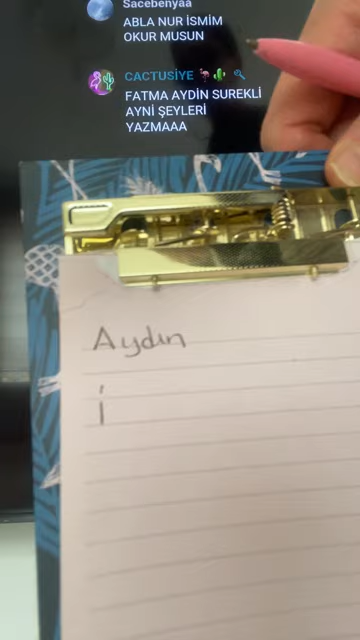 Sacebenyaa
ABLA NUR İSMİM
OKUR MUSUN
CACTUSİYE 🦩🌵🔍
FATMA AYDIN SUREKLİ
AYNİ ŞEYLERİ
YAZMAAA
Aydın
İ